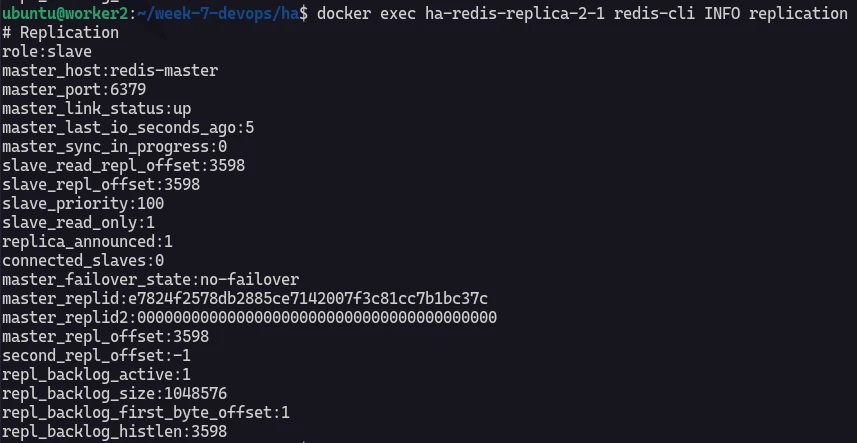 ubuntu@worker2:~/week-7-devops/ha$ docker exec ha-redis-replica-2-1 redis-cli INFO replication
# Replication
role:slave
master_host:redis-master
master_port:6379
master_link_status:up
master_last_io_seconds_ago:5
master_sync_in_progress:0
slave_read_repl_offset:3598
slave_repl_offset:3598
slave_priority:100
slave_read_only:1
replica_announced:1
connected_slaves:0
master_failover_state:no-failover
master_replid:e7824f2578db2885ce7142007f3c81cc7b1bc37c
master_replid2:0000000000000000000000000000000000000000
master_repl_offset:3598
second_repl_offset:-1
repl_backlog_active:1
repl_backlog_size:1048576
repl_backlog_first_byte_offset:1
repl_backlog_histlen:3598